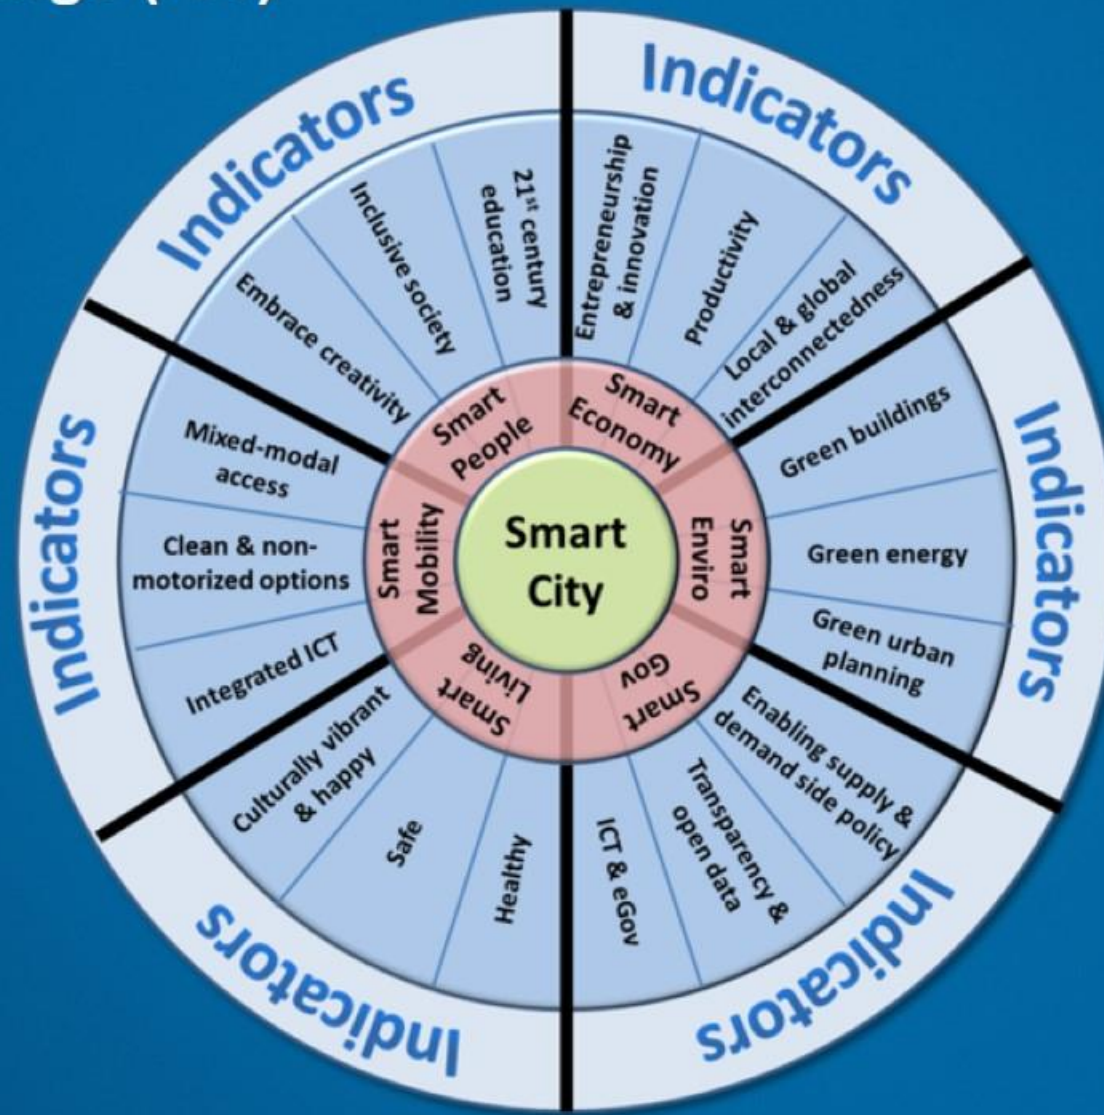 Smart
City
Smart
Economy
Smart
Enviro
Smart
Gov
Smart
Living
Smart
Mobility
Smart
People
Entrepreneurship
& innovation
Productivity
Local & global
interconnectedness
Green buildings
Green energy
Green urban
planning
Enabling supply &
demand side policy
Transparency &
open data
ICT & eGov
Healthy
Safe
Culturally vibrant
& happy
Integrated ICT
Clean & non-
motorized options
Mixed-modal
access
Embrace creativity
Inclusive society
21st century
education
Indicators
Indicators
Indicators
Indicators
Indicators
Indicators